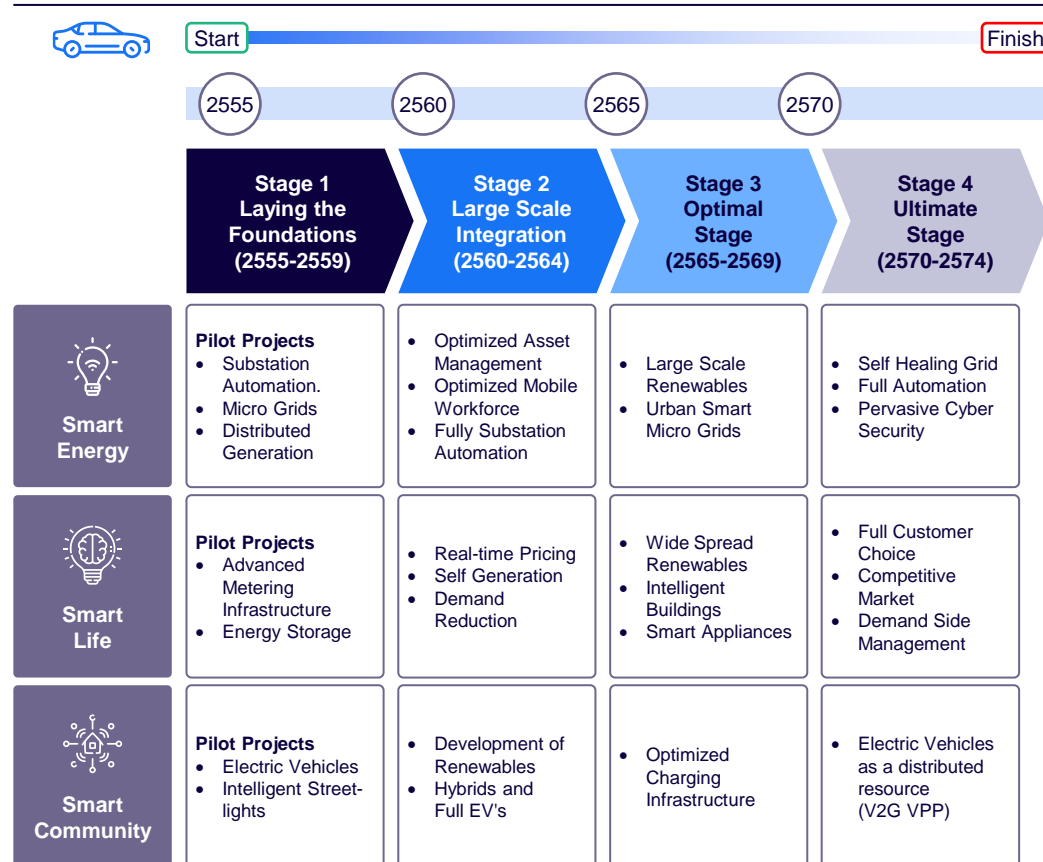 Start
Finish
2555
2560
2565
2570
Stage 1
Laying the
Foundations
(2555-2559)
Stage 2
Large Scale
Integration
(2560-2564)
Stage 3
Optimal
Stage
(2565-2569)
Stage 4
Ultimate
Stage
(2570-2574)
Smart
Energy
Pilot Projects
• Substation
Automation.
• Micro Grids
• Distributed
Generation
• Optimized Asset
Management
• Optimized Mobile
Workforce
• Fully Substation
Automation
• Large Scale
Renewables
• Urban Smart
Micro Grids
• Self Healing Grid
• Full Automation
• Pervasive Cyber
Security
Smart
Life
Pilot Projects
• Advanced
Metering
Infrastructure
• Energy Storage
• Real-time Pricing
• Self Generation
• Demand
Reduction
• Wide Spread
Renewables
• Intelligent
Buildings
• Smart Appliances
• Full Customer
Choice
• Competitive
Market
• Demand Side
Management
Smart
Community
Pilot Projects
• Electric Vehicles
• Intelligent Street-
lights
• Development of
Renewables
• Hybrids and
Full EV's
• Optimized
Charging
Infrastructure
• Electric Vehicles
as a distributed
resource
(V2G VPP)